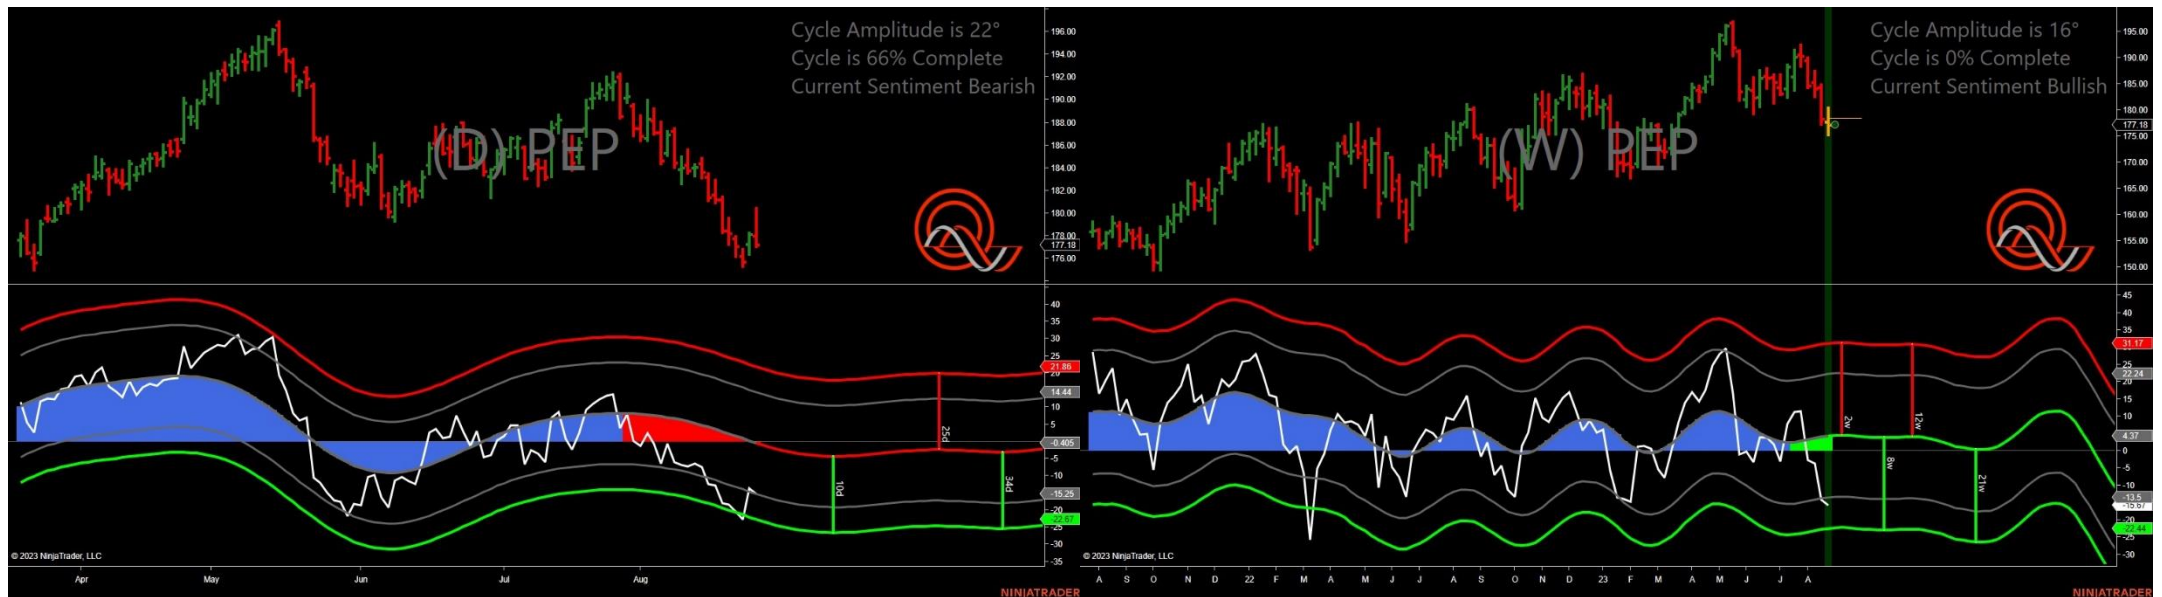 Cycle Amplitude is 22°
Cycle is 66% Complete
Current Sentiment Bearish
(D) PEP
196.00
194.00
192.00
190.00
188.00
186.00
184.00
182.00
180.00
178.00
177.18
176.00
40
35
30
25
21.86
20
14.44
10
5
-0.405
-5
-10
-15.25
-20
-22.67
-25
-30
-35
25d
10d
34d
© 2023 NinjaTrader, LLC
Apr May Jun Jul Aug
NINJATRADER
Cycle Amplitude is 16°
Cycle is 0% Complete
Current Sentiment Bullish
(W) PEP
195.00
190.00
185.00
180.00
177.18
175.00
170.00
165.00
160.00
155.00
150.00
45
40
35
31.17
25
22.24
20
15
10
4.37
0
-5
-10
-13.5
-15.67
-20
-22.44
-25
-30
2w
12w
8w
21w
© 2023 NinjaTrader, LLC
A S O N D 22 F M A M J J A S O N D 23 F M A M J J A
NINJATRADER